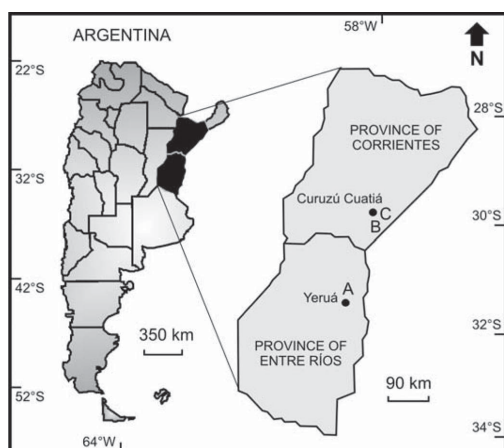 ARGENTINA
58°W
N
22°S
32°S
42°S
52°S
64°W
350 km
28°S
30°S
32°S
34°S
PROVINCE OF
CORRIENTES
Curuzú Cuatiá
C
B
A
Yeruá
PROVINCE OF
ENTRE RÍOS
90 km